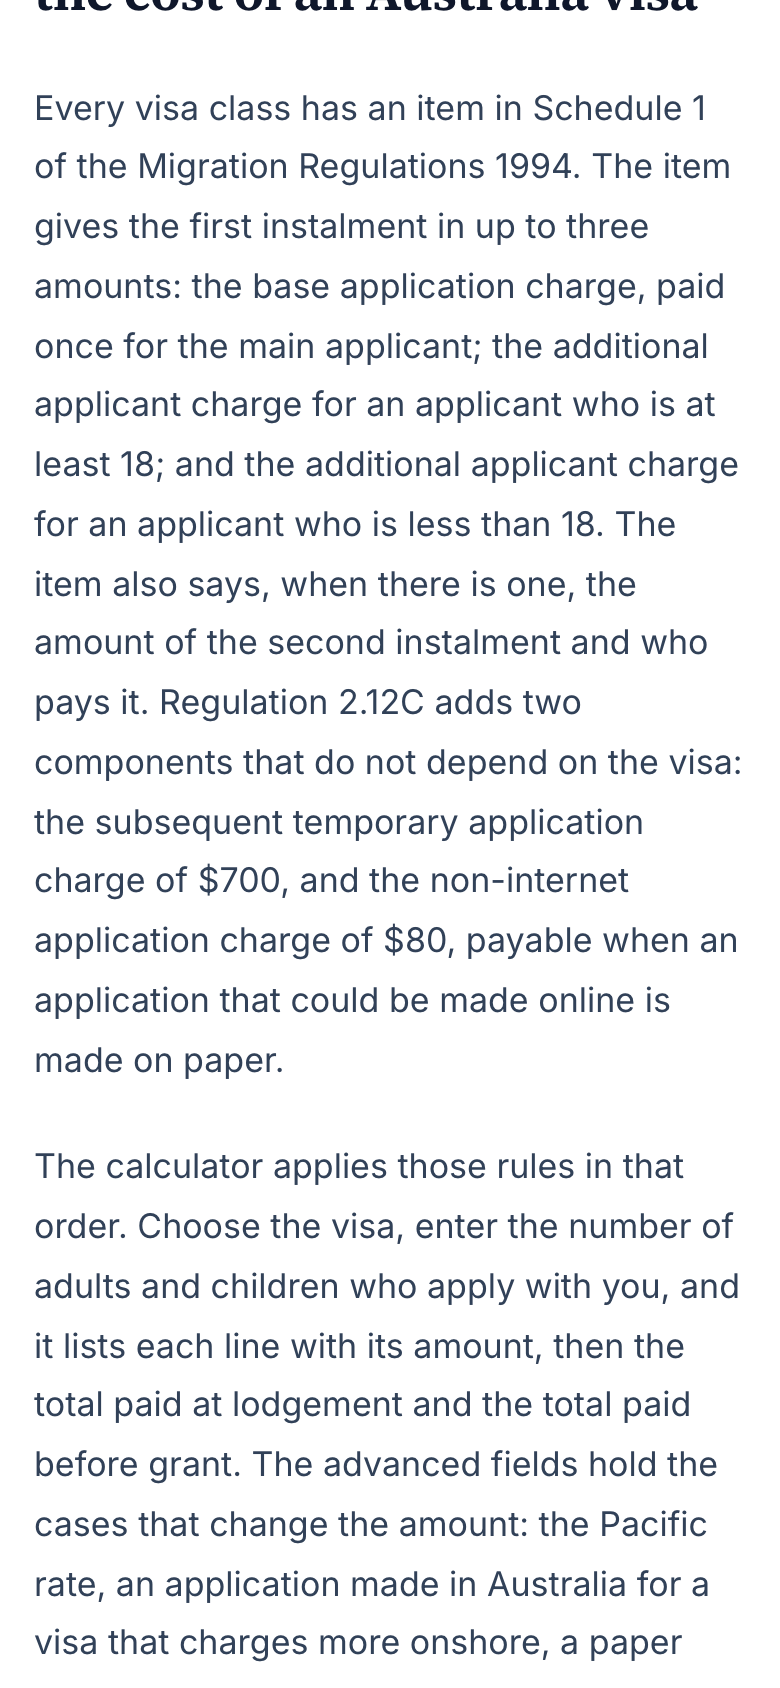 the cost of an Australia visa
Every visa class has an item in Schedule 1
of the Migration Regulations 1994. The item
gives the first instalment in up to three
amounts: the base application charge, paid
once for the main applicant; the additional
applicant charge for an applicant who is at
least 18; and the additional applicant charge
for an applicant who is less than 18. The
item also says, when there is one, the
amount of the second instalment and who
pays it. Regulation 2.12C adds two
components that do not depend on the visa:
the subsequent temporary application
charge of $700, and the non-internet
application charge of $80, payable when an
application that could be made online is
made on paper.
The calculator applies those rules in that
order. Choose the visa, enter the number of
adults and children who apply with you, and
it lists each line with its amount, then the
total paid at lodgement and the total paid
before grant. The advanced fields hold the
cases that change the amount: the Pacific
rate, an application made in Australia for a
visa that charges more onshore, a paper